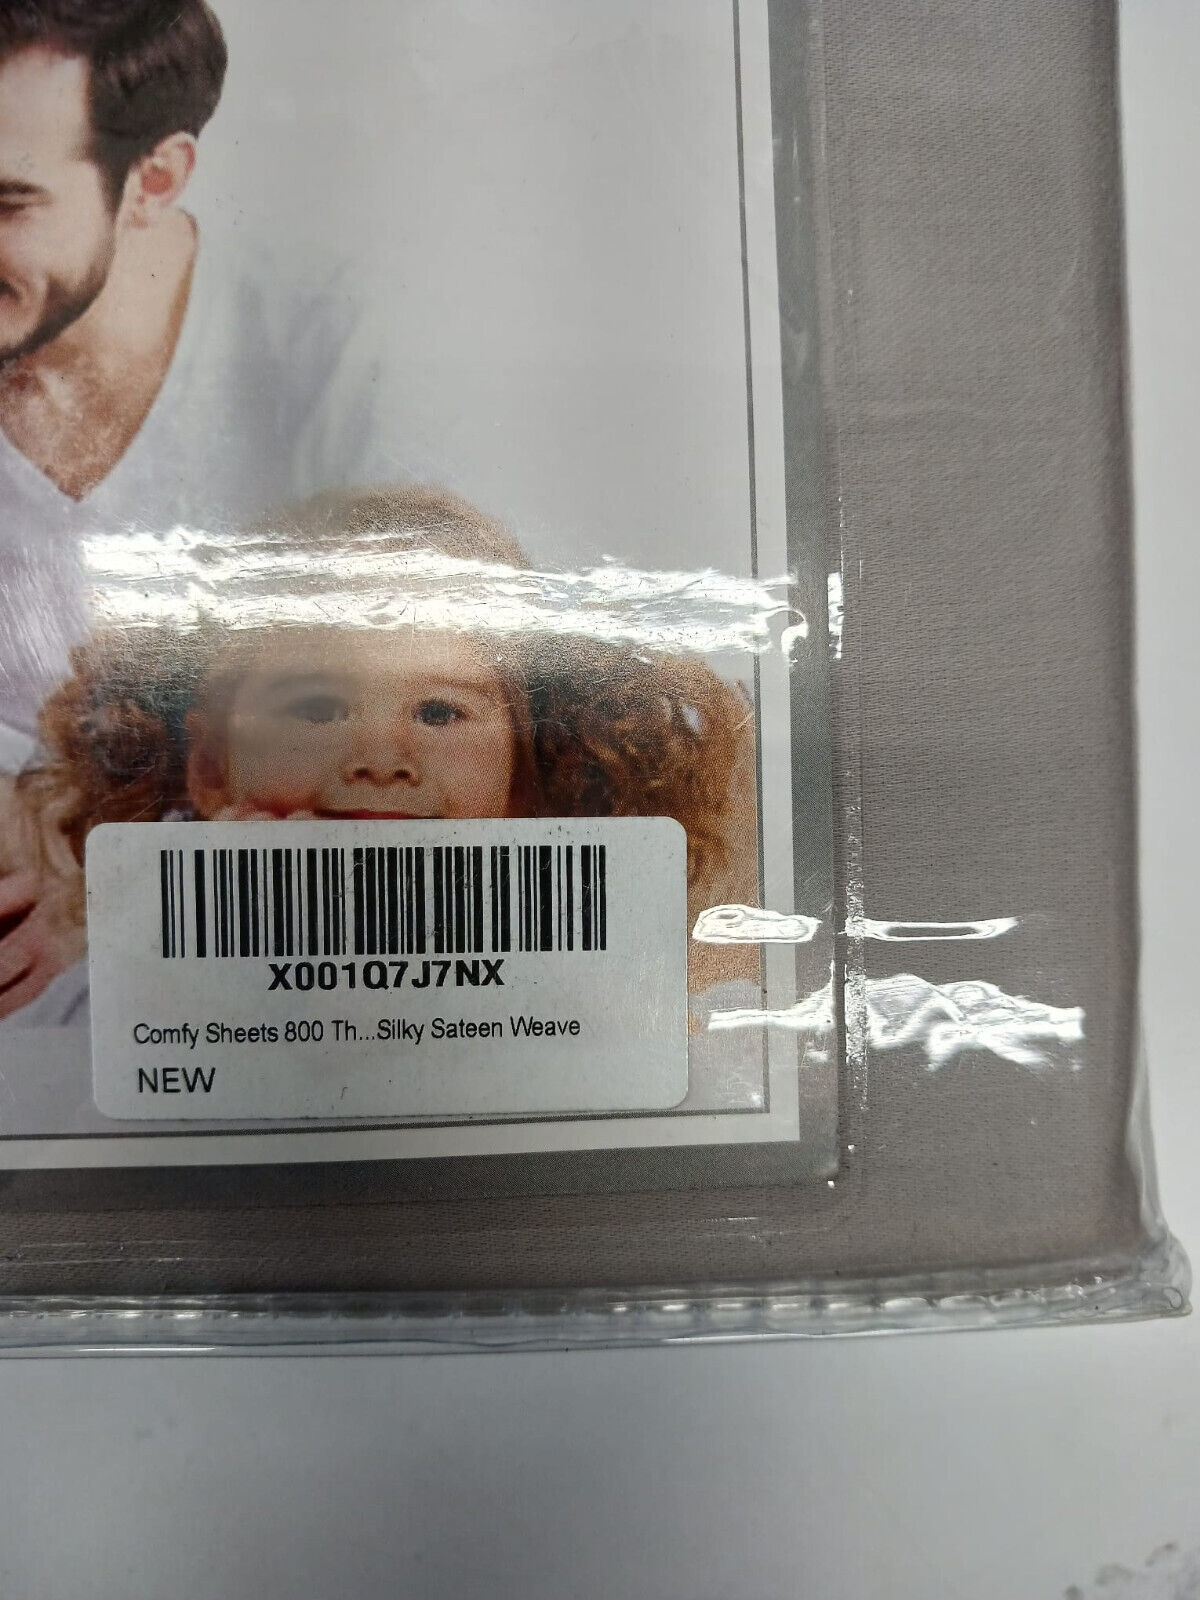 X001Q7J7NX
Comfy Sheets 800 Th...Silky Sateen Weave
NEW